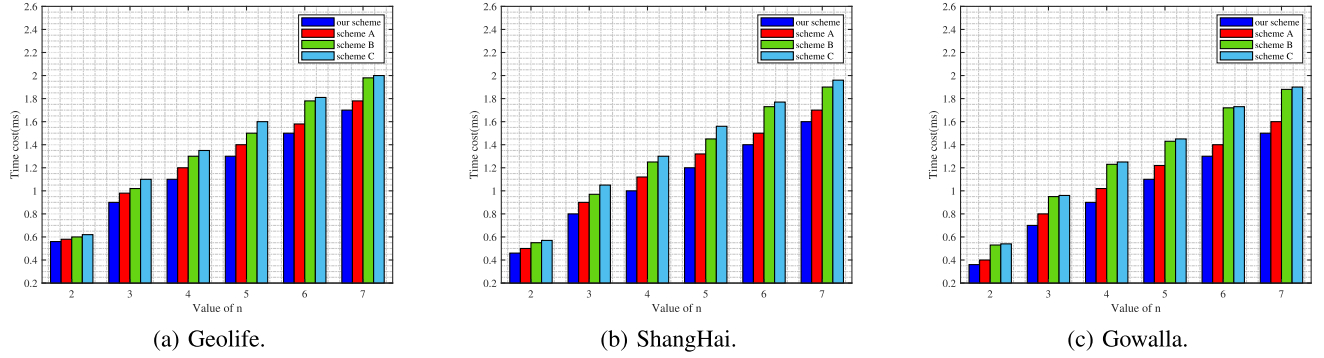 2.6
2.4
2.2
2
1.8
1.6
1.4
1.2
1
0.8
0.6
0.4
0.2
Time cost(ms)
our scheme
scheme A
scheme B
scheme C
2 3 4 5 6 7
Value of n
(a) Geolife.
2.6
2.4
2.2
2
1.8
1.6
1.4
1.2
1
0.8
0.6
0.4
0.2
Time cost(ms)
our scheme
scheme A
scheme B
scheme C
2 3 4 5 6 7
Value of n
(b) ShangHai.
2.6
2.4
2.2
2
1.8
1.6
1.4
1.2
1
0.8
0.6
0.4
0.2
Time cost(ms)
our scheme
scheme A
scheme B
scheme C
2 3 4 5 6 7
Value of n
(c) Gowalla.